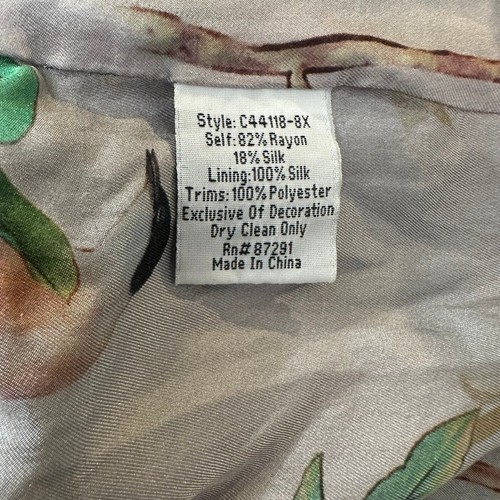 Style: C44118-8X
Self: 82% Rayon
18% Silk
Lining: 100% Silk
Trims: 100% Polyester
Exclusive Of Decoration
Dry Clean Only
Rn# 87291
Made In China